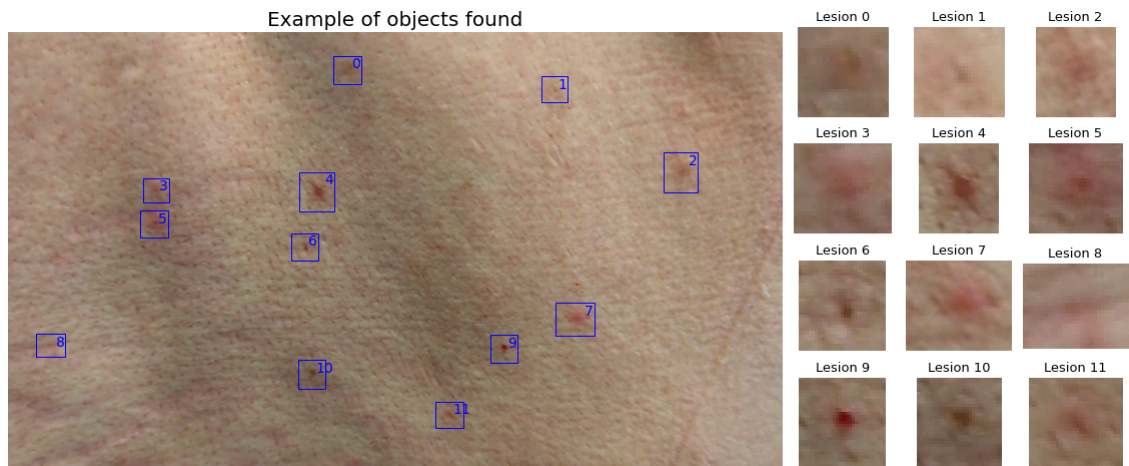 Example of objects found
0
1
2
3
4
5
6
7
8
9
10
11
Lesion 0
Lesion 1
Lesion 2
Lesion 3
Lesion 4
Lesion 5
Lesion 6
Lesion 7
Lesion 8
Lesion 9
Lesion 10
Lesion 11